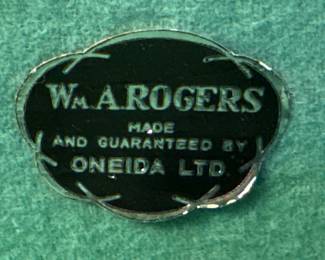 WM A ROGERS
MADE
AND GUARANTEED BY
ONEIDA LTD.